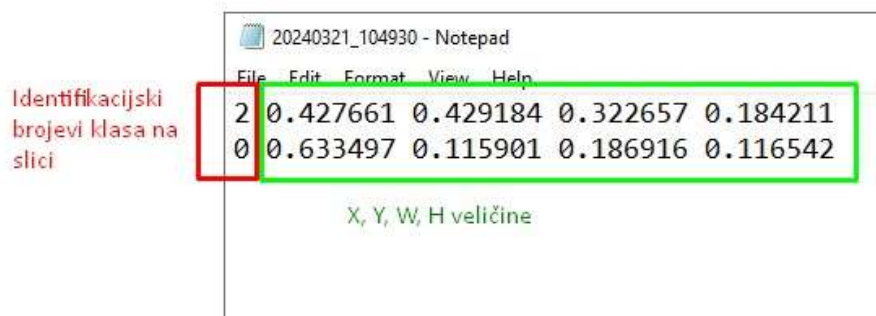 20240321_104930 - Notepad
File Edit Format View Help
Identifikacijski
brojevi klasa na
slici
2 0.427661 0.429184 0.322657 0.184211
0 0.633497 0.115901 0.186916 0.116542
X, Y, W, H veličine